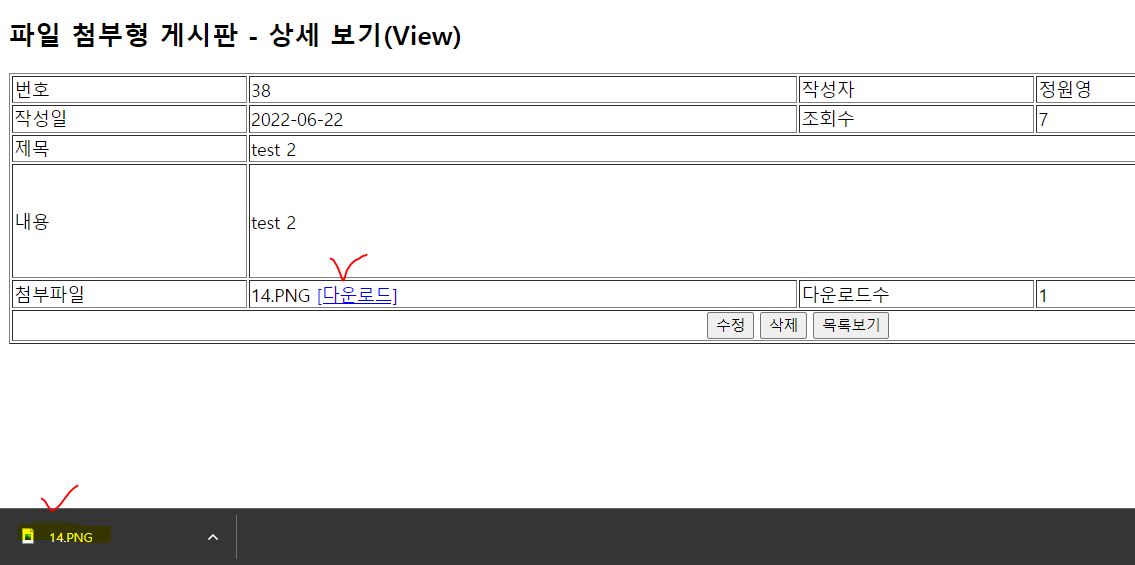 파일 첨부형 게시판 - 상세 보기(View)
번호 38 작성자 정원영
작성일 2022-06-22 조회수 7
제목 test 2
내용 test 2
첨부파일 14.PNG [다운로드] 다운로드수 1
수정 삭제 목록보기
14.PNG